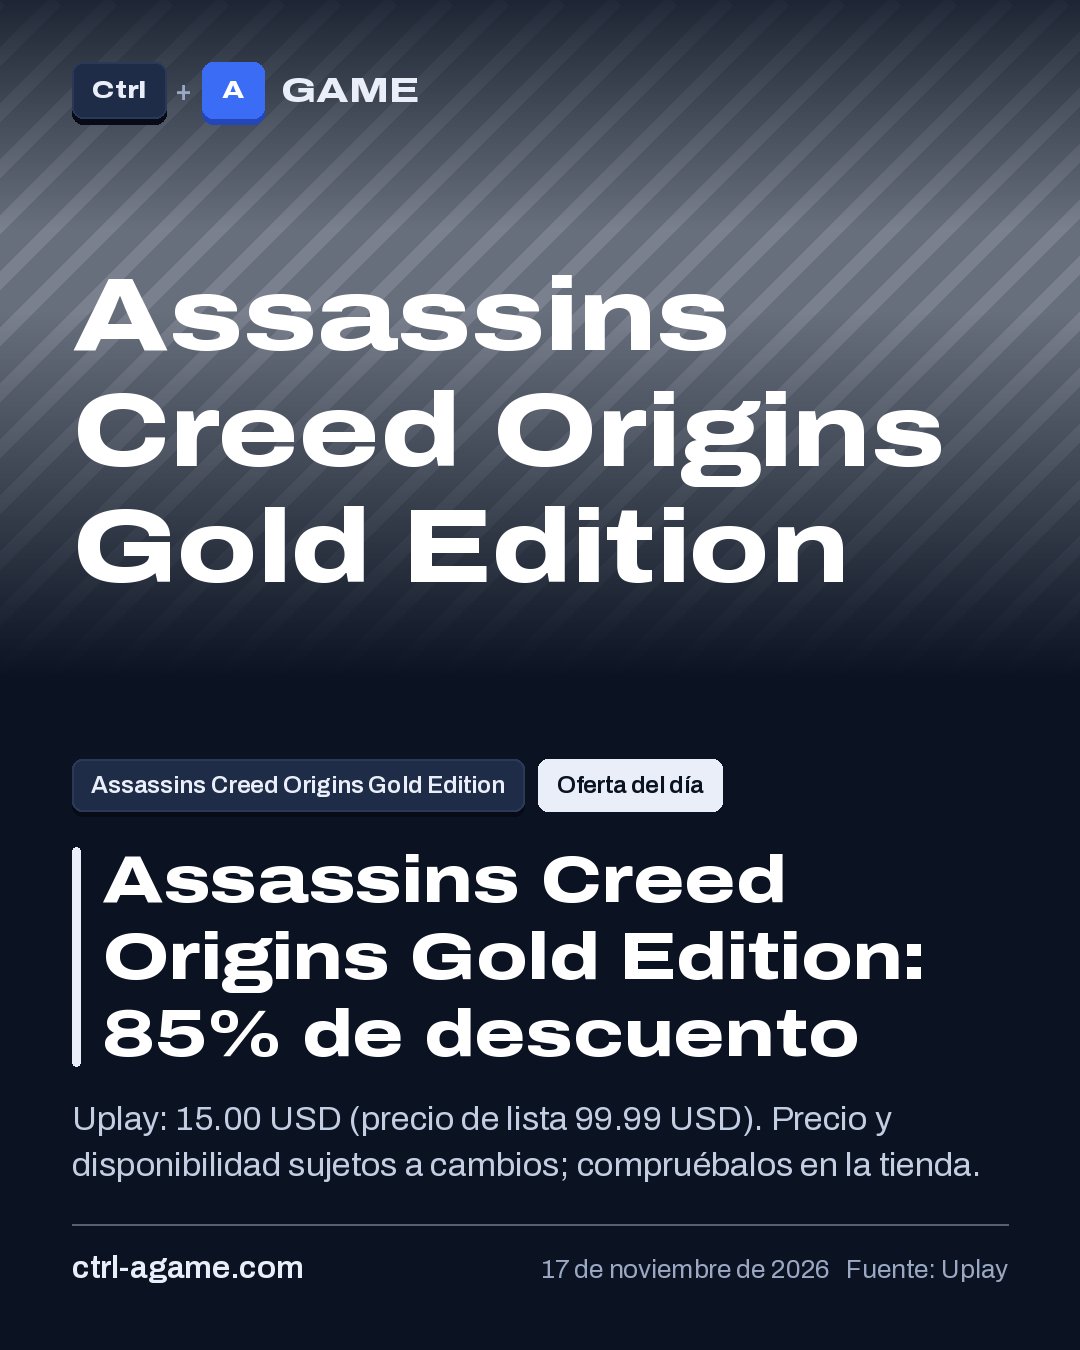 Ctrl + A GAME
Assassins
Creed Origins
Gold Edition
Assassins Creed Origins Gold Edition Oferta del día
Assassins Creed
Origins Gold Edition:
85% de descuento
Uplay: 15.00 USD (precio de lista 99.99 USD). Precio y
disponibilidad sujetos a cambios; compruébalos en la tienda.
ctrl-agame.com 17 de noviembre de 2026 Fuente: Uplay